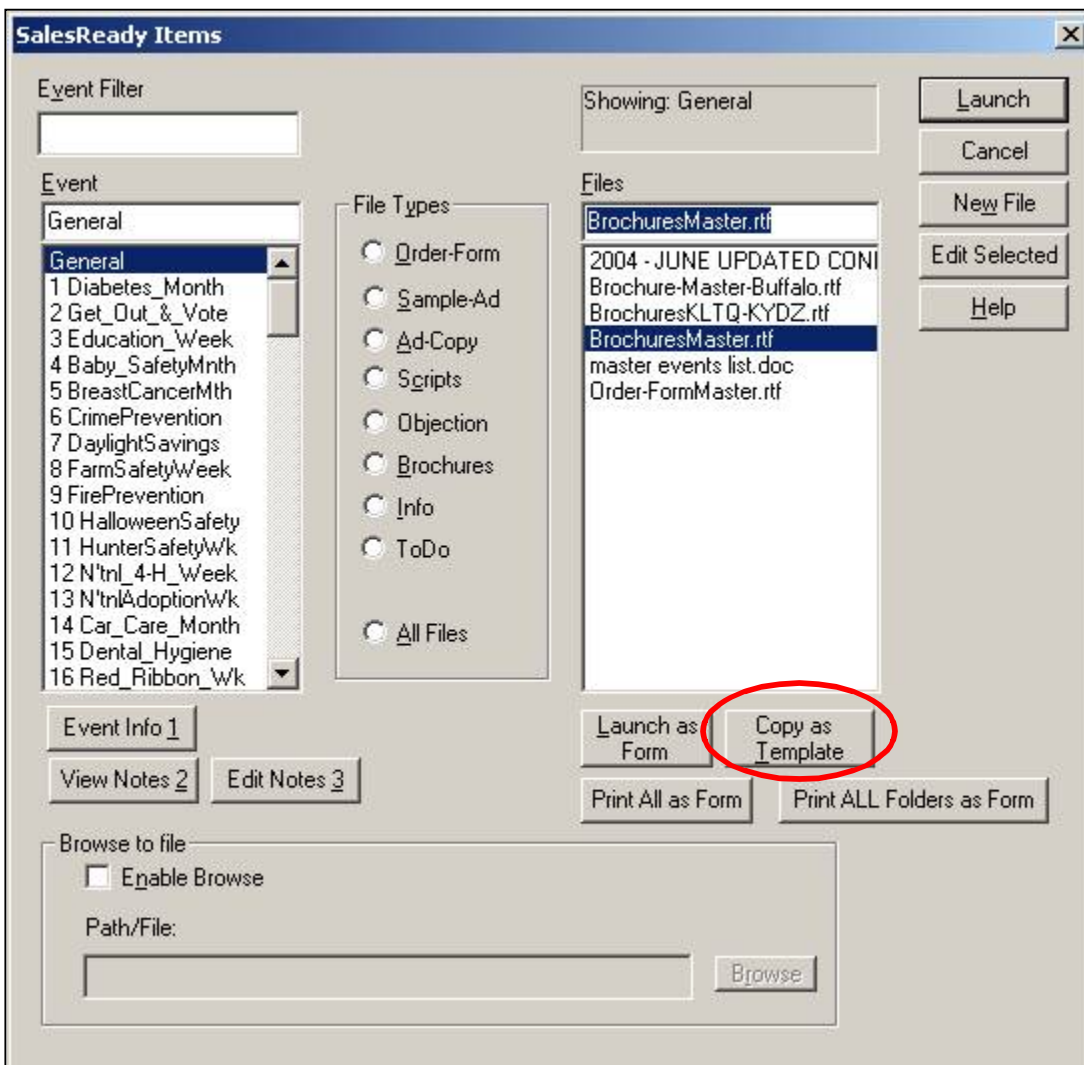 SalesReady Items
Event Filter
Event
General
General
1 Diabetes_Month
2 Get_Out_&_Vote
3 Education_Week
4 Baby_SafetyMnth
5 BreastCancerMth
6 CrimePrevention
7 DaylightSavings
8 FarmSafetyWeek
9 FirePrevention
10 HalloweenSafety
11 HunterSafetyWk
12 N'tnl_4-H_Week
13 N'tnlAdoptionWk
14 Car_Care_Month
15 Dental_Hygiene
16 Red_Ribbon_Wk
Event Info 1
View Notes 2
Edit Notes 3
File Types
Order-Form
Sample-Ad
Ad-Copy
Scripts
Objection
Brochures
Info
ToDo
All Files
Showing: General
Files
BrochuresMaster.rtf
2004 - JUNE UPDATED CONI
Brochure-Master-Buffalo.rtf
BrochuresKLTQ-KYDZ.rtf
BrochuresMaster.rtf
master events list.doc
Order-FormMaster.rtf
Launch as
Form
Copy as
Template
Print All as Form
Print ALL Folders as Form
Launch
Cancel
New File
Edit Selected
Help
Browse to file
Enable Browse
Path/File:
Browse